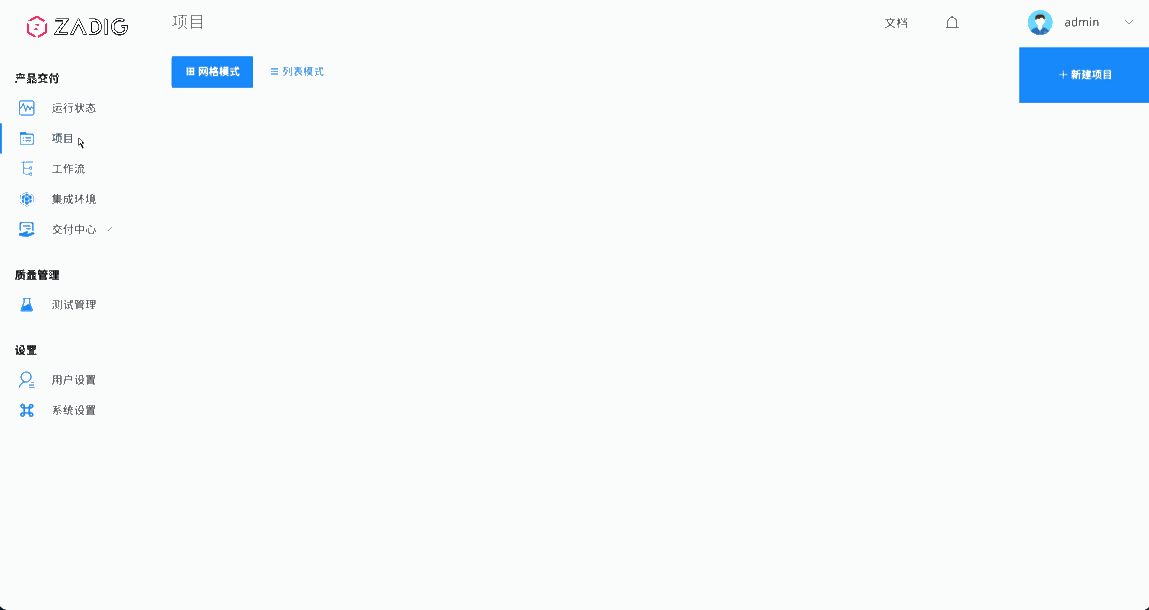 ZADIG
项目
文档
admin
产品交付
网格模式
列表模式
+ 新建项目
运行状态
项目
工作流
集成环境
交付中心
质量管理
测试管理
设置
用户设置
系统设置